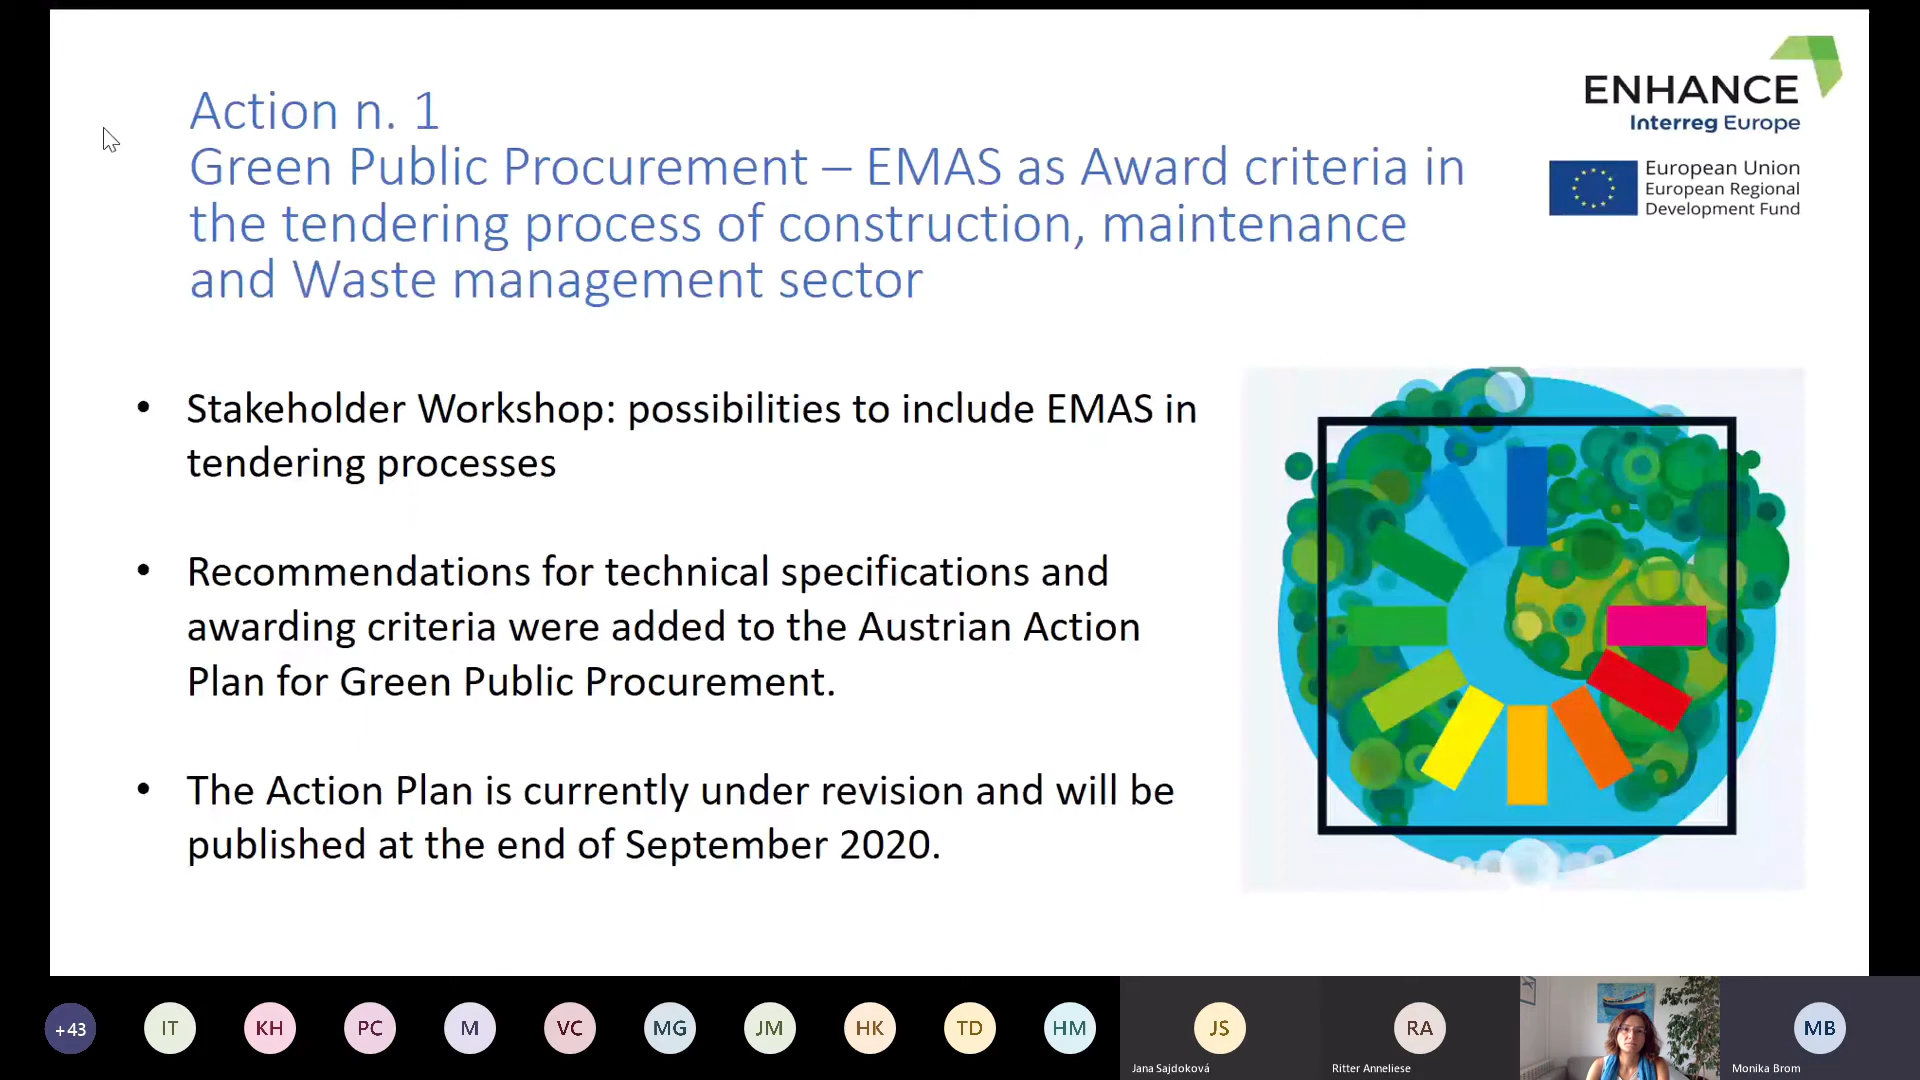 Action n. 1
Green Public Procurement – EMAS as Award criteria in
the tendering process of construction, maintenance
and Waste management sector
ENHANCE
Interreg Europe
European Union
European Regional
Development Fund
• Stakeholder Workshop: possibilities to include EMAS in
tendering processes
• Recommendations for technical specifications and
awarding criteria were added to the Austrian Action
Plan for Green Public Procurement.
• The Action Plan is currently under revision and will be
published at the end of September 2020.
+43
IT
KH
PC
M
VC
MG
JM
HK
TD
HM
JS
Jana Sajdoková
RA
Ritter Anneliese
MB
Monika Brom